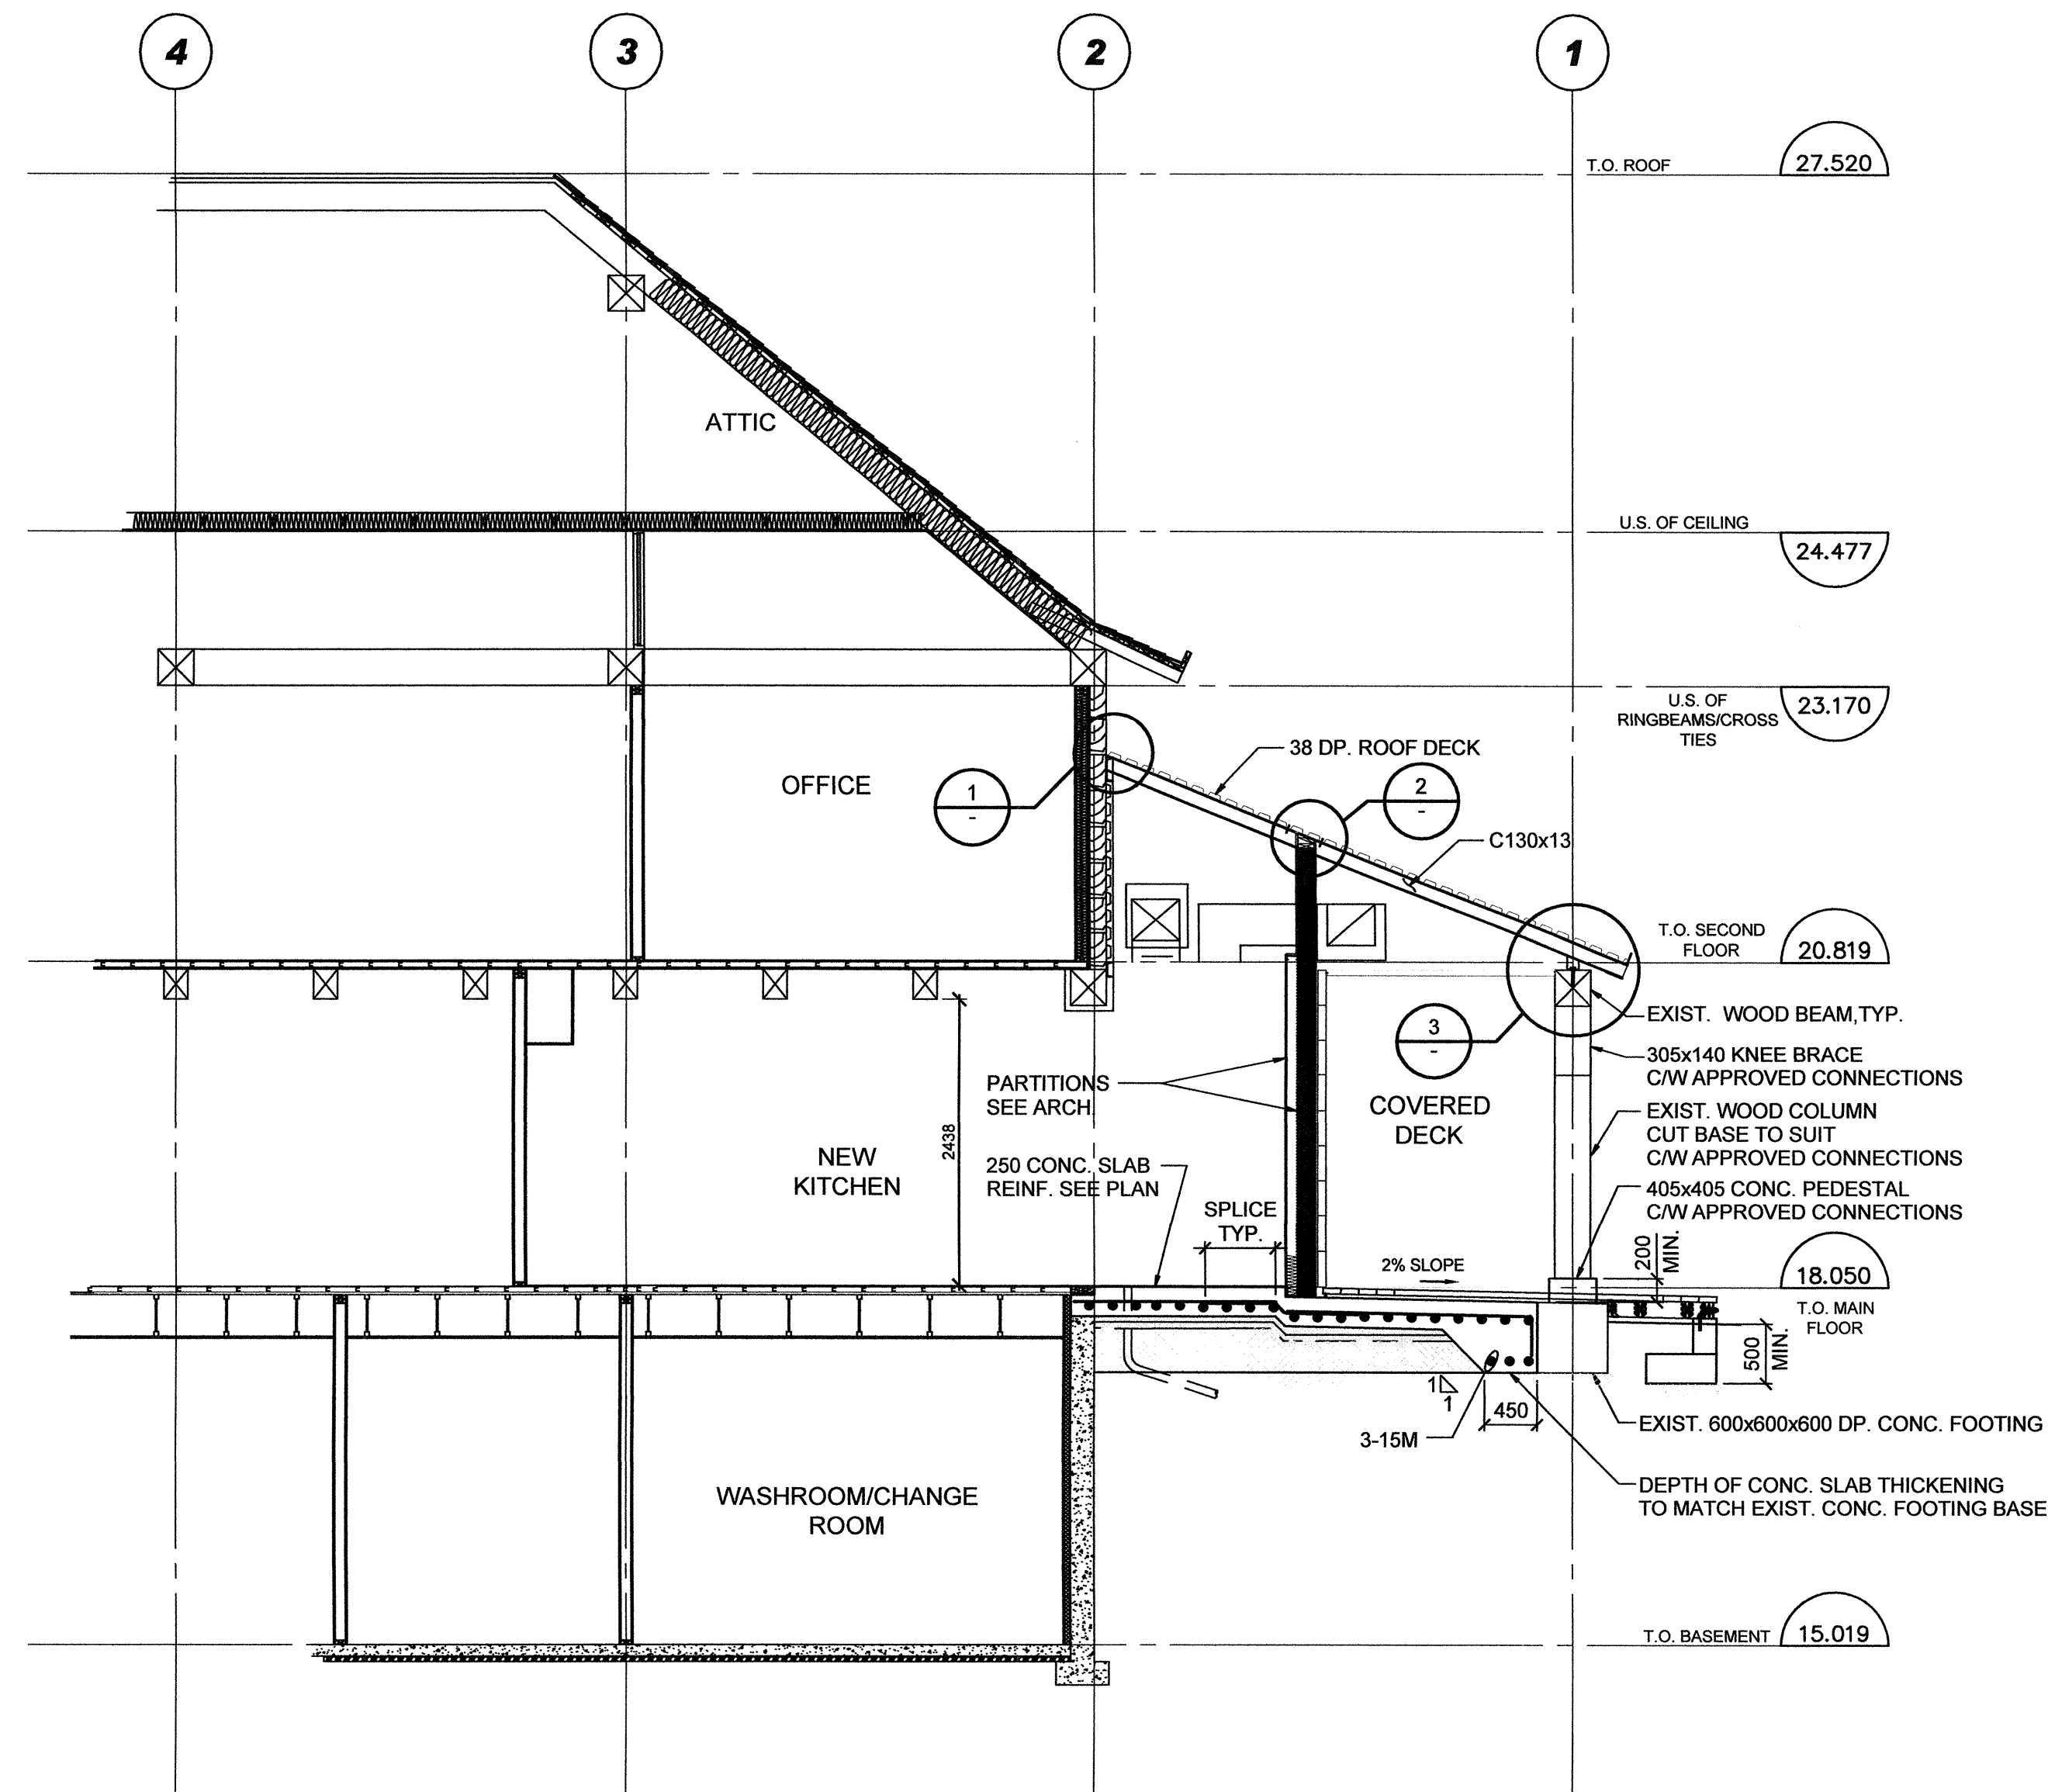 4
3
2
1
T.O. ROOF
27.520
ATTIC
U.S. OF CEILING
24.477
U.S. OF
RINGBEAMS/CROSS
TIES
23.170
38 DP. ROOF DECK
OFFICE
1
-
2
-
C130x13
T.O. SECOND
FLOOR
20.819
EXIST. WOOD BEAM,TYP.
3
-
305x140 KNEE BRACE
C/W APPROVED CONNECTIONS
PARTITIONS
SEE ARCH.
COVERED
DECK
EXIST. WOOD COLUMN
CUT BASE TO SUIT
C/W APPROVED CONNECTIONS
2438
NEW
KITCHEN
250 CONC. SLAB
REINF. SEE PLAN
405x405 CONC. PEDESTAL
C/W APPROVED CONNECTIONS
SPLICE
TYP.
200
MIN.
2% SLOPE
18.050
T.O. MAIN
FLOOR
500
MIN.
1
1
450
3-15M
EXIST. 600x600x600 DP. CONC. FOOTING
WASHROOM/CHANGE
ROOM
DEPTH OF CONC. SLAB THICKENING
TO MATCH EXIST. CONC. FOOTING BASE
T.O. BASEMENT
15.019